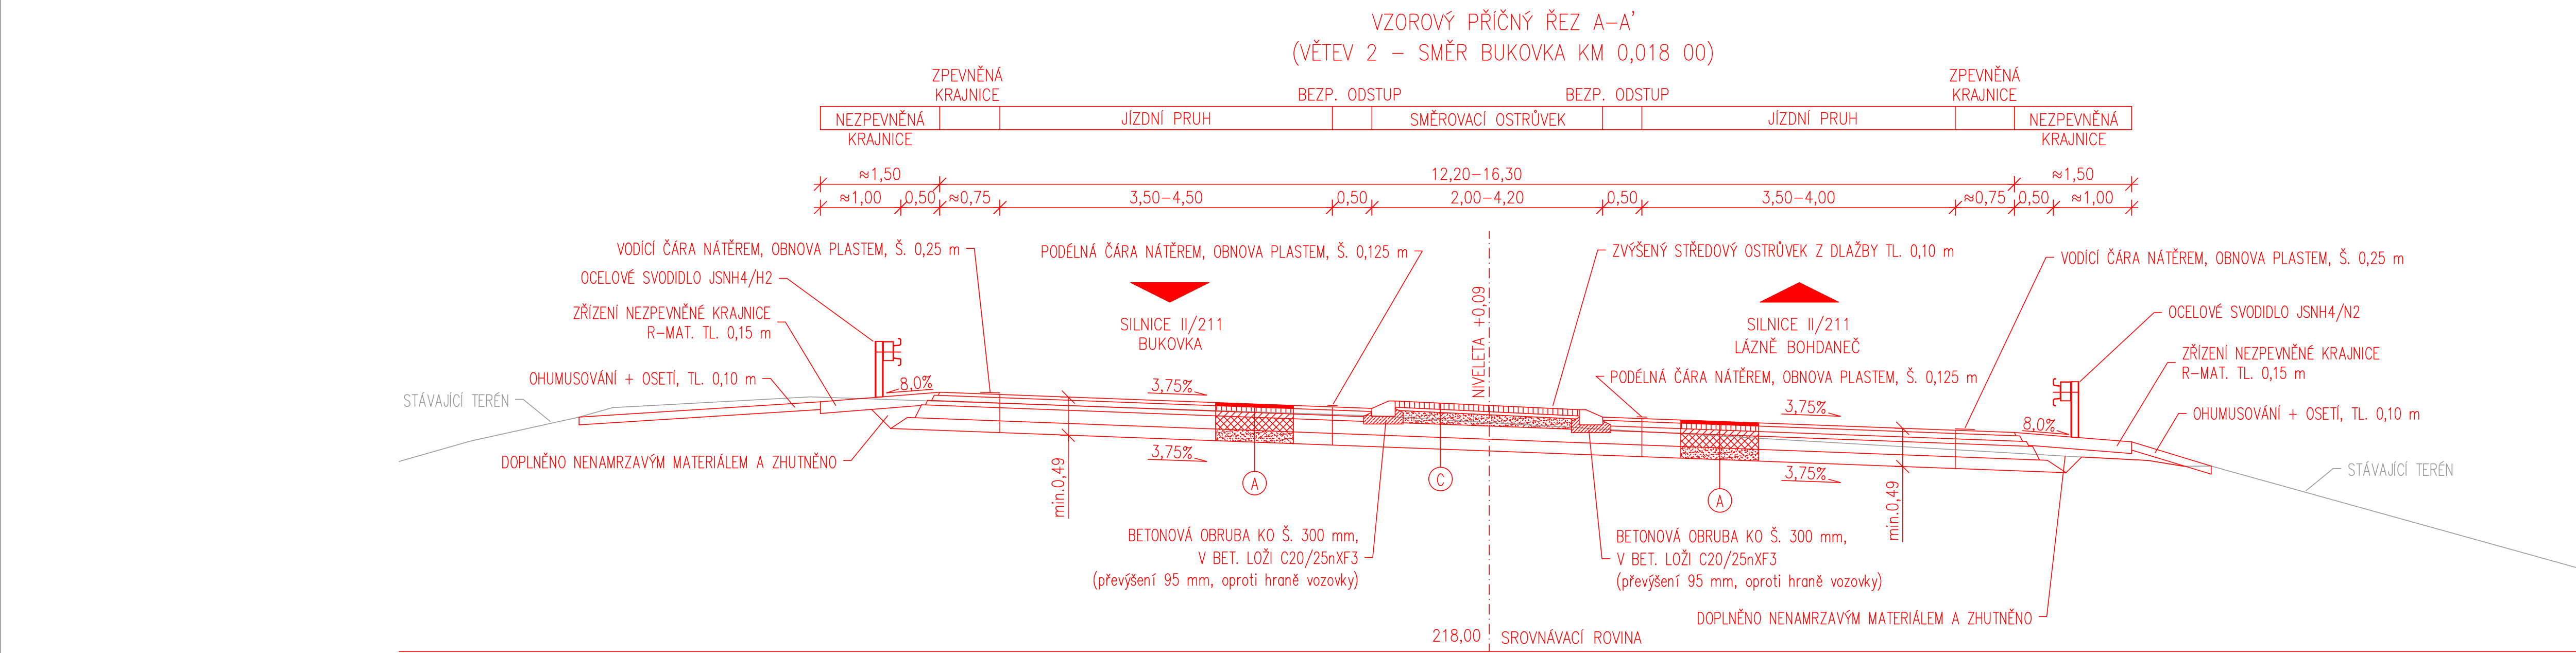 VZOROVÝ PŘÍČNÝ ŘEZ A-A'
(VĚTEV 2 - SMĚR BUKOVKA KM 0,018 00)
ZPEVNĚNÁ
KRAJNICE
BEZP. ODSTUP
BEZP. ODSTUP
ZPEVNĚNÁ
KRAJNICE
NEZPEVNĚNÁ
KRAJNICE
JÍZDNÍ PRUH
SMĚROVACÍ OSTRŮVEK
JÍZDNÍ PRUH
NEZPEVNĚNÁ
KRAJNICE
≈1,50
12,20-16,30
≈1,50
≈1,00
0,50
≈0,75
3,50-4,50
0,50
2,00-4,20
0,50
3,50-4,00
≈0,75
0,50
≈1,00
VODÍCÍ ČÁRA NÁTĚREM, OBNOVA PLASTEM, Š. 0,25 m
PODÉLNÁ ČÁRA NÁTĚREM, OBNOVA PLASTEM, Š. 0,125 m
ZVÝŠENÝ STŘEDOVÝ OSTRŮVEK Z DLAŽBY TL. 0,10 m
VODÍCÍ ČÁRA NÁTĚREM, OBNOVA PLASTEM, Š. 0,25 m
OCELOVÉ SVODIDLO JSNH4/H2
OCELOVÉ SVODIDLO JSNH4/N2
ZŘÍZENÍ NEZPEVNĚNÉ KRAJNICE
R-MAT. TL. 0,15 m
SILNICE II/211
BUKOVKA
NIVELETA +0,09
SILNICE II/211
LÁZNĚ BOHDANEČ
ZŘÍZENÍ NEZPEVNĚNÉ KRAJNICE
R-MAT. TL. 0,15 m
OHUMUSOVÁNÍ + OSETÍ, TL. 0,10 m
8,0%
3,75%
PODÉLNÁ ČÁRA NÁTĚREM, OBNOVA PLASTEM, Š. 0,125 m
STÁVAJÍCÍ TERÉN
3,75%
8,0%
OHUMUSOVÁNÍ + OSETÍ, TL. 0,10 m
DOPLNĚNO NENAMRZAVÝM MATERIÁLEM A ZHUTNĚNO
3,75%
min.0,49
A
C
A
3,75%
min.0,49
STÁVAJÍCÍ TERÉN
BETONOVÁ OBRUBA KO Š. 300 mm,
V BET. LOŽI C20/25nXF3
(převýšení 95 mm, oproti hraně vozovky)
BETONOVÁ OBRUBA KO Š. 300 mm,
V BET. LOŽI C20/25nXF3
(převýšení 95 mm, oproti hraně vozovky)
DOPLNĚNO NENAMRZAVÝM MATERIÁLEM A ZHUTNĚNO
218,00
SROVNÁVACÍ ROVINA